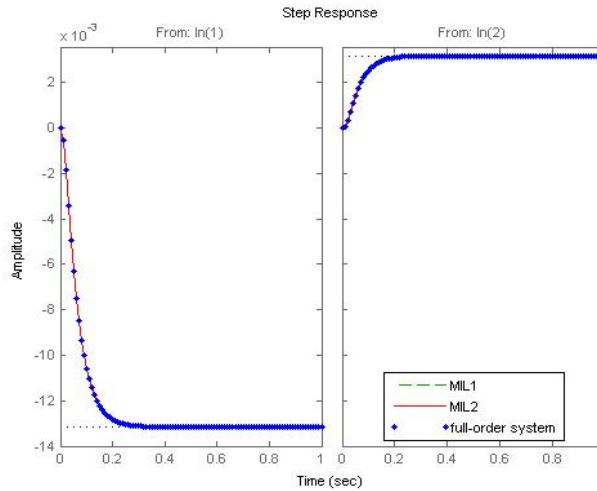 Step Response
x 10⁻³
From: In(1)
From: In(2)
2
0
-2
-4
-6
-8
-10
-12
-14
Amplitude
0 0.2 0.4 0.6 0.8 1
0 0.2 0.4 0.6 0.8
Time (sec)
MIL1
MIL2
full-order system